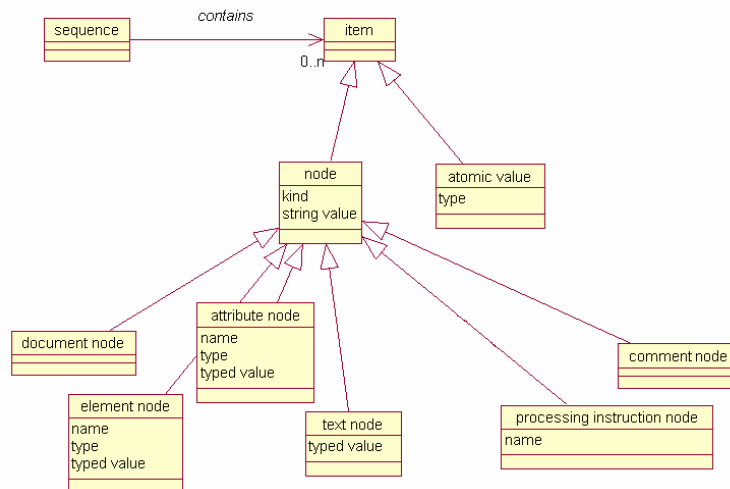 contains
sequence
item
0..n
node
kind
string value
atomic value
type
attribute node
name
type
typed value
document node
comment node
element node
name
type
typed value
text node
typed value
processing instruction node
name